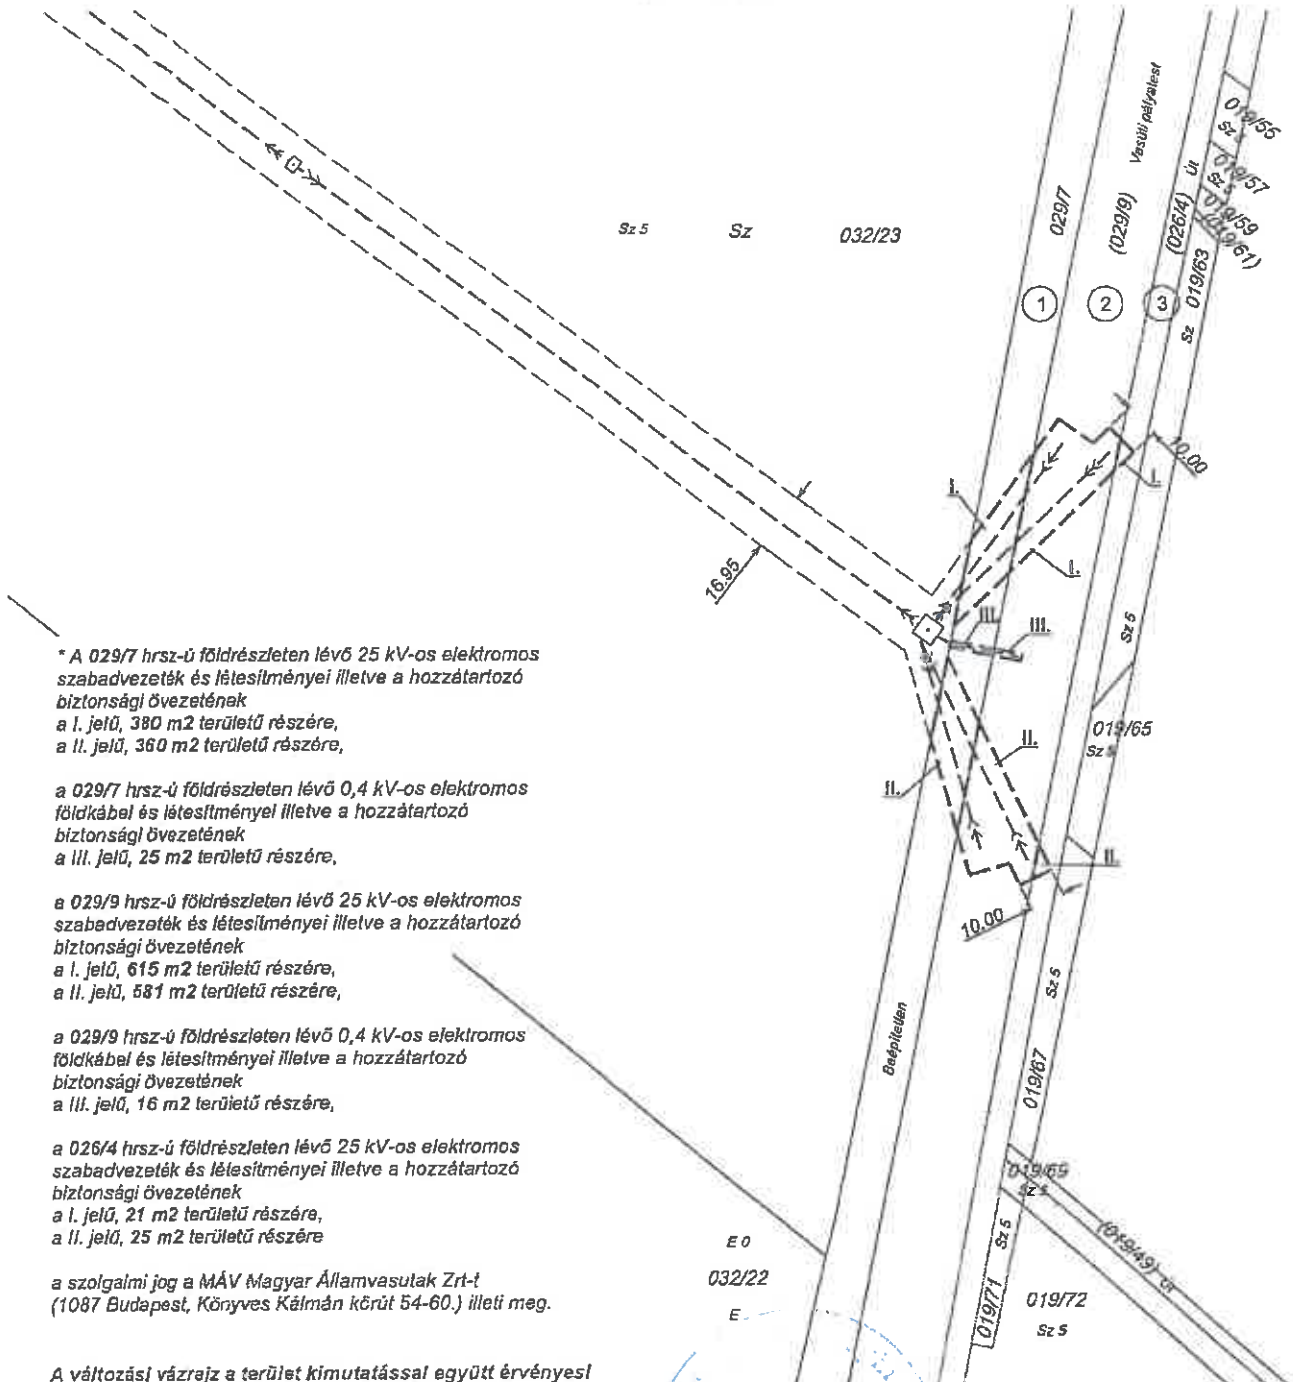 Sz 5
Sz
032/23
029/7
(029/9)
Vasúti pályatest
(026/4)
Út
019/55
Sz 5
019/57
Sz 5
019/59
(019/61)
Sz
019/63
1
2
3
10.00
I.
I.
I.
16.95
III.
III.
Sz 5
019/65
Sz 5
II.
II.
II.
10.00
* A 029/7 hrsz-ú földrészleten lévő 25 kV-os elektromos
szabadvezeték és létesítményei illetve a hozzátartozó
biztonsági övezetének
a I. jelű, 380 m2 területű részére,
a II. jelű, 360 m2 területű részére,
a 029/7 hrsz-ú földrészleten lévő 0,4 kV-os elektromos
földkábel és létesítményei illetve a hozzátartozó
biztonsági övezetének
a III. jelű, 25 m2 területű részére,
a 029/9 hrsz-ú földrészleten lévő 25 kV-os elektromos
szabadvezeték és létesítményei illetve a hozzátartozó
biztonsági övezetének
a I. jelű, 615 m2 területű részére,
a II. jelű, 581 m2 területű részére,
a 029/9 hrsz-ú földrészleten lévő 0,4 kV-os elektromos
földkábel és létesítményei illetve a hozzátartozó
biztonsági övezetének
a III. jelű, 16 m2 területű részére,
a 026/4 hrsz-ú földrészleten lévő 25 kV-os elektromos
szabadvezeték és létesítményei illetve a hozzátartozó
biztonsági övezetének
a I. jelű, 21 m2 területű részére,
a II. jelű, 25 m2 területű részére
a szolgalmi jog a MÁV Magyar Államvasutak Zrt-t
(1087 Budapest, Könyves Kálmán körút 54-60.) illeti meg.
A változási vázrajz a terület kimutatással együtt érvényes!
Beépítetlen
Sz 5
019/67
019/69
Sz 5
(019/49) út
Sz 5
019/71
019/72
Sz 5
E 0
032/22
E